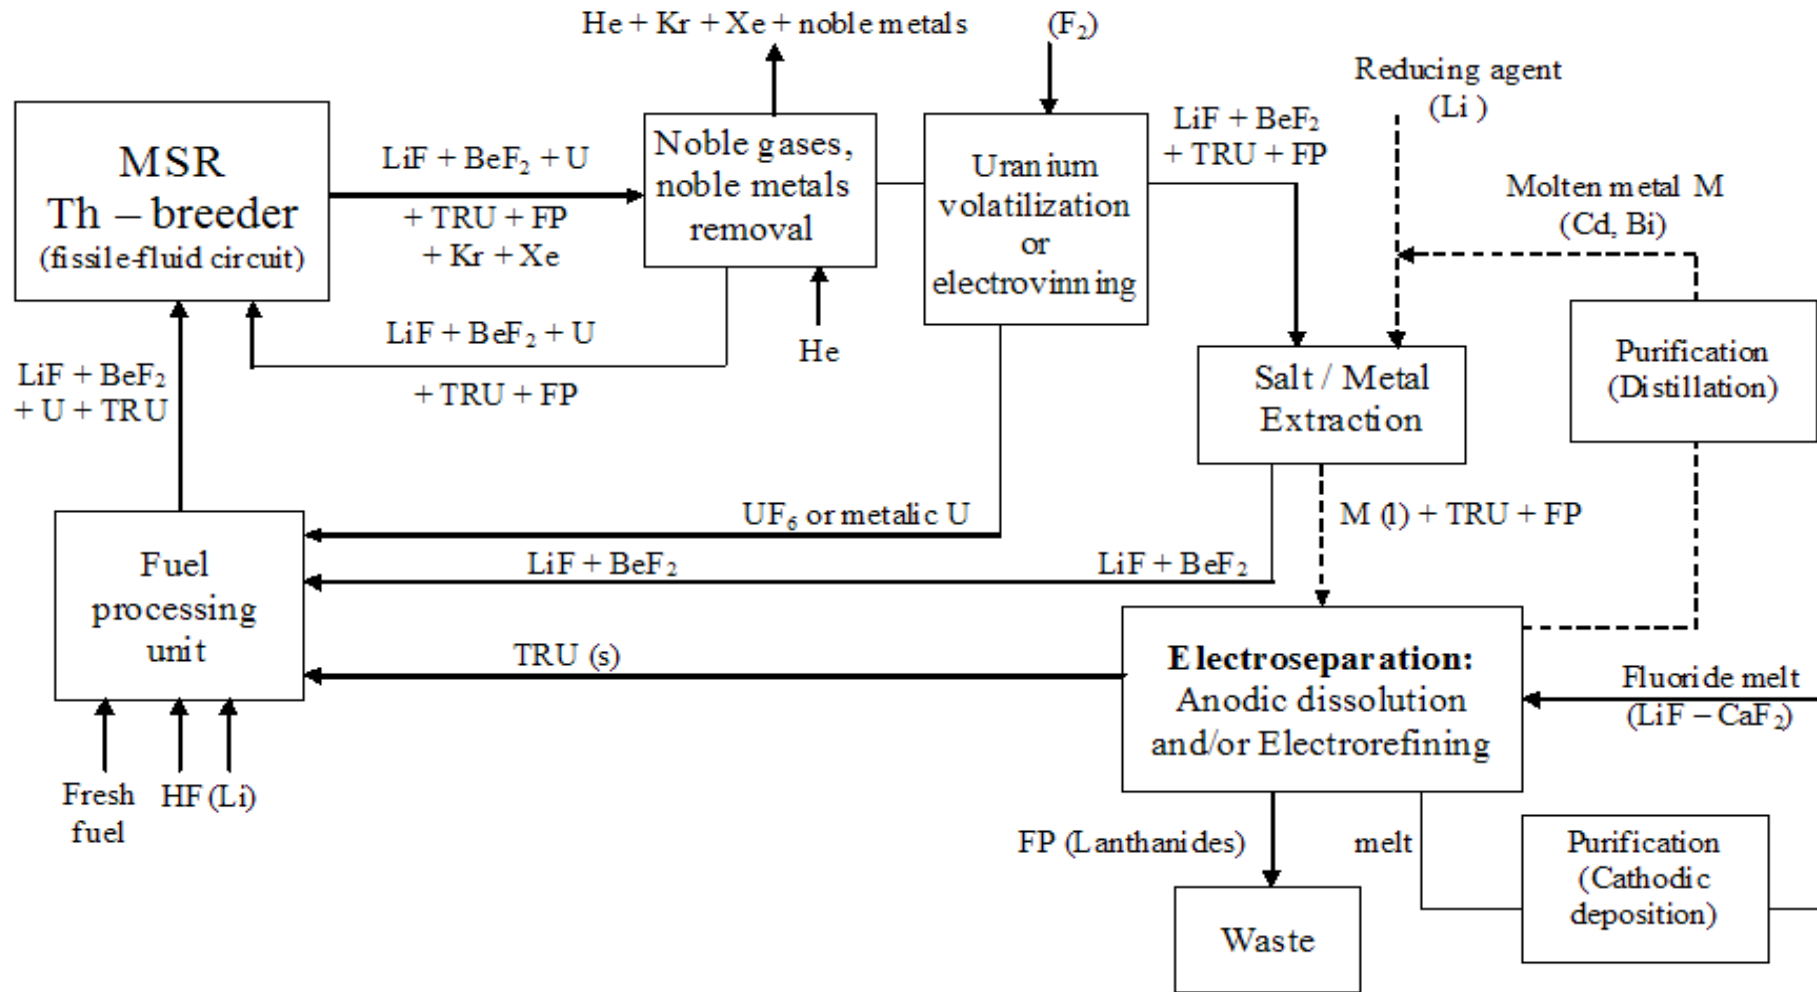 He + Kr + Xe + noble metals
(F₂)
Reducing agent
(Li )
MSR
Th – breeder
(fissile-fluid circuit)
LiF + BeF₂ + U
+ TRU + FP
+ Kr + Xe
Noble gases,
noble metals
removal
Uranium
volatilization
or
electrovinning
LiF + BeF₂
+ TRU + FP
Molten metal M
(Cd, Bi)
LiF + BeF₂ + U
+ TRU + FP
He
LiF + BeF₂
+ U + TRU
Salt / Metal
Extraction
Purification
(Distillation)
UF₆ or metalic U
M (l) + TRU + FP
LiF + BeF₂
LiF + BeF₂
Fuel
processing
unit
TRU (s)
Electroseparation:
Anodic dissolution
and/or Electrorefining
Fluoride melt
(LiF – CaF₂)
Fresh
fuel
HF (Li)
FP (Lanthanides)
melt
Purification
(Cathodic
deposition)
Waste